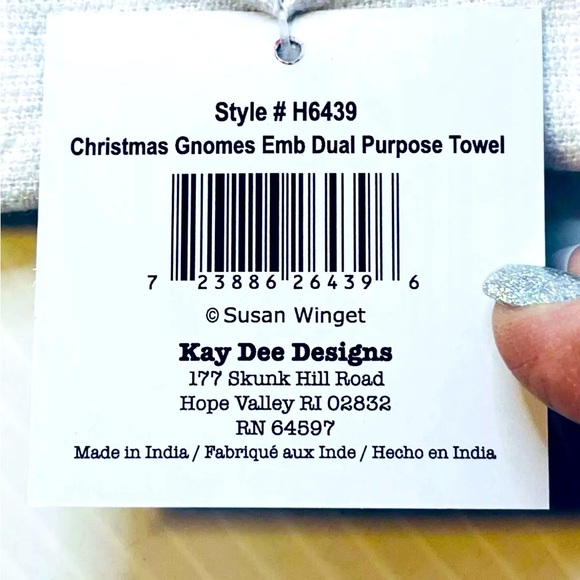 Style # H6439
Christmas Gnomes Emb Dual Purpose Towel
7 23886 26439 6
© Susan Winget
Kay Dee Designs
177 Skunk Hill Road
Hope Valley RI 02832
RN 64597
Made in India / Fabriqué aux Inde / Hecho en India